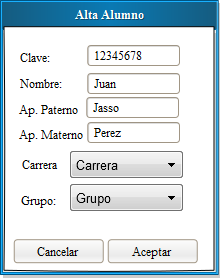 Alta Alumno
Clave: 12345678
Nombre: Juan
Ap. Paterno Jasso
Ap. Materno Perez
Carrera Carrera
Grupo: Grupo
Cancelar Aceptar